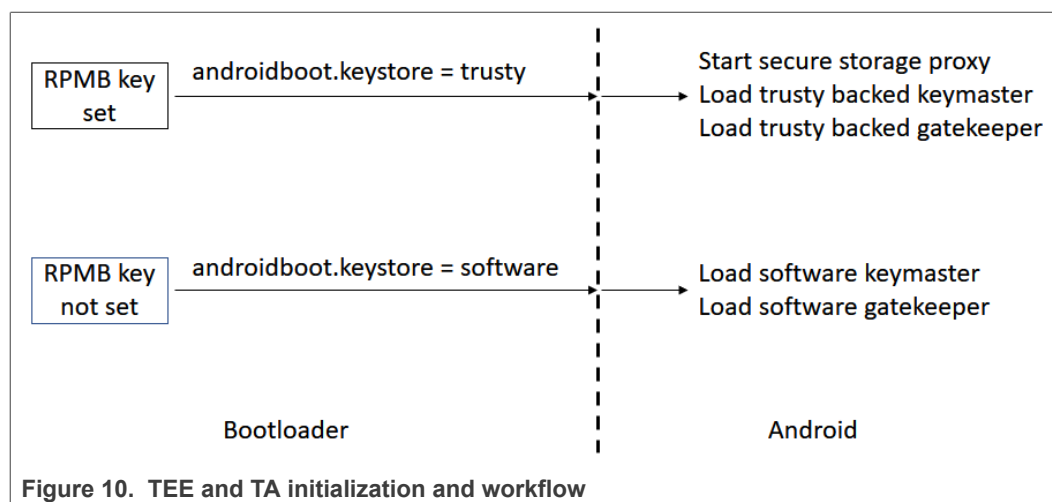 RPMB key
set
androidboot.keystore = trusty
Start secure storage proxy
Load trusty backed keymaster
Load trusty backed gatekeeper
RPMB key
not set
androidboot.keystore = software
Load software keymaster
Load software gatekeeper
Bootloader
Android
Figure 10. TEE and TA initialization and workflow